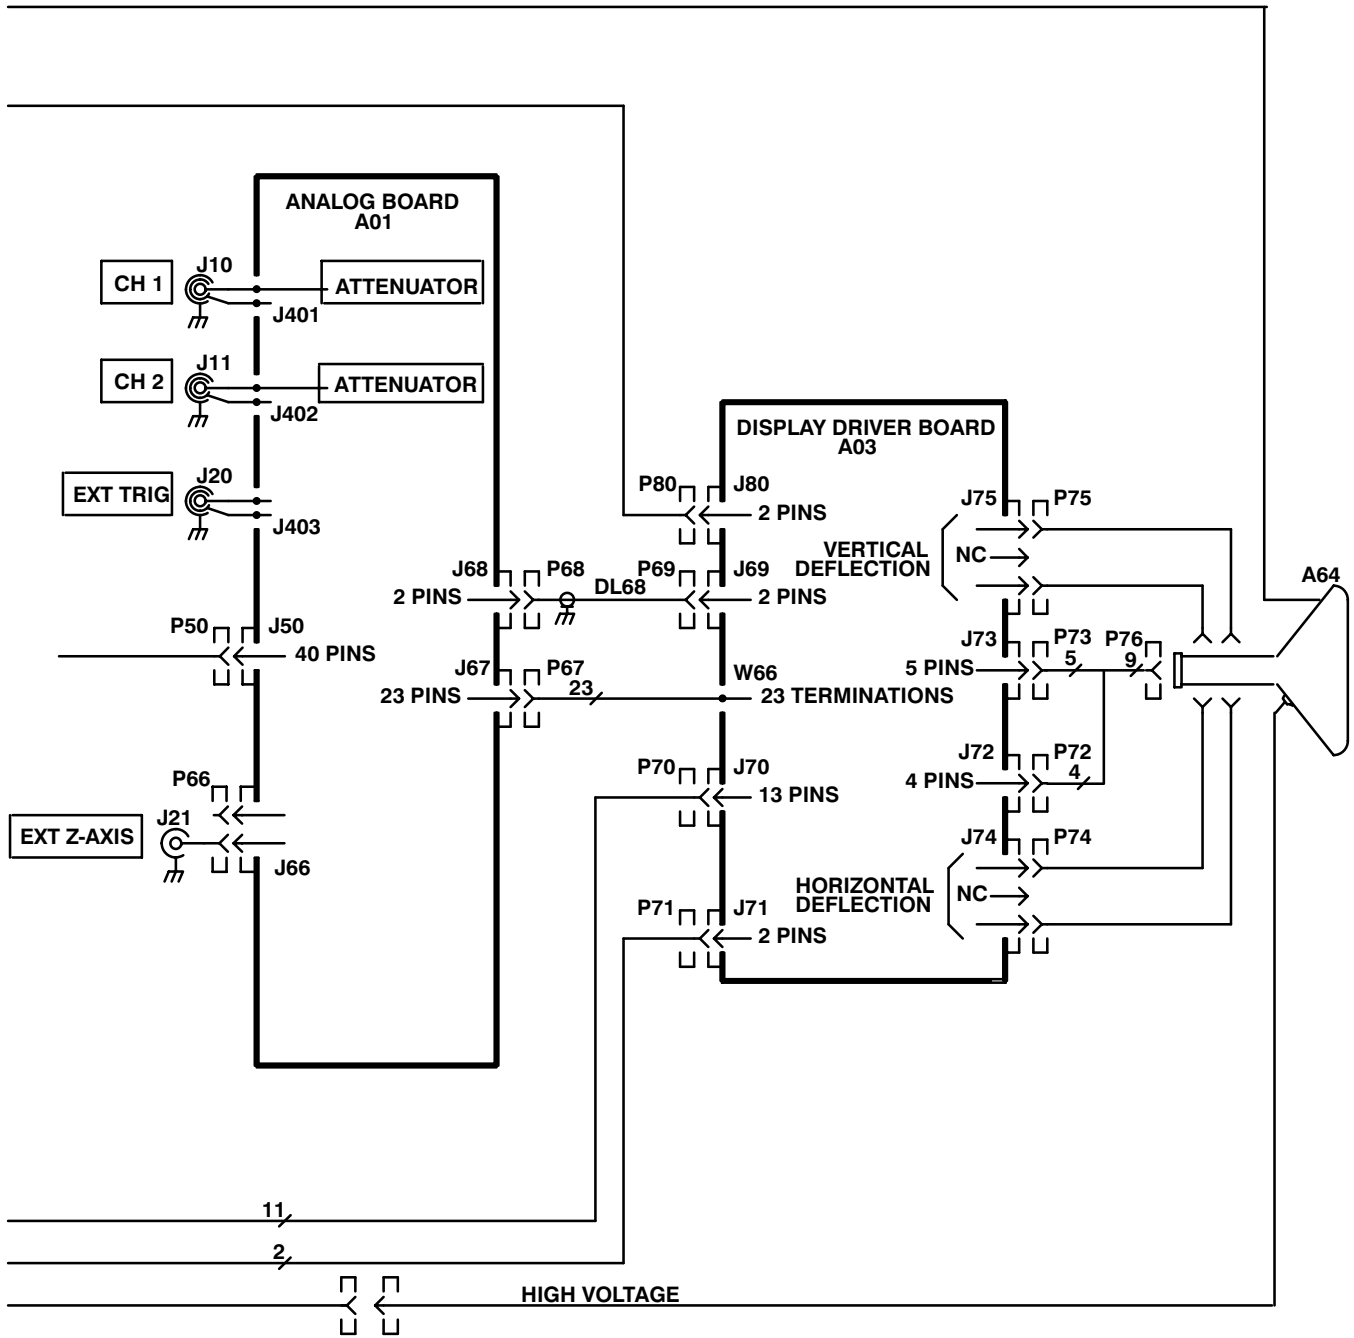 ANALOG BOARD
A01
CH 1
J10
ATTENUATOR
J401
CH 2
J11
ATTENUATOR
J402
EXT TRIG
J20
J403
P50
J50
40 PINS
J68
P68
2 PINS
DL68
J67
P67
23 PINS
23
P66
J21
EXT Z-AXIS
J66
DISPLAY DRIVER BOARD
A03
P80
J80
2 PINS
P69
J69
2 PINS
W66
23 TERMINATIONS
P70
J70
13 PINS
P71
J71
2 PINS
J75
P75
VERTICAL
DEFLECTION
NC
J73
P73
5 PINS
5
P76
9
J72
P72
4 PINS
4
J74
P74
HORIZONTAL
DEFLECTION
NC
A64
11
2
HIGH VOLTAGE